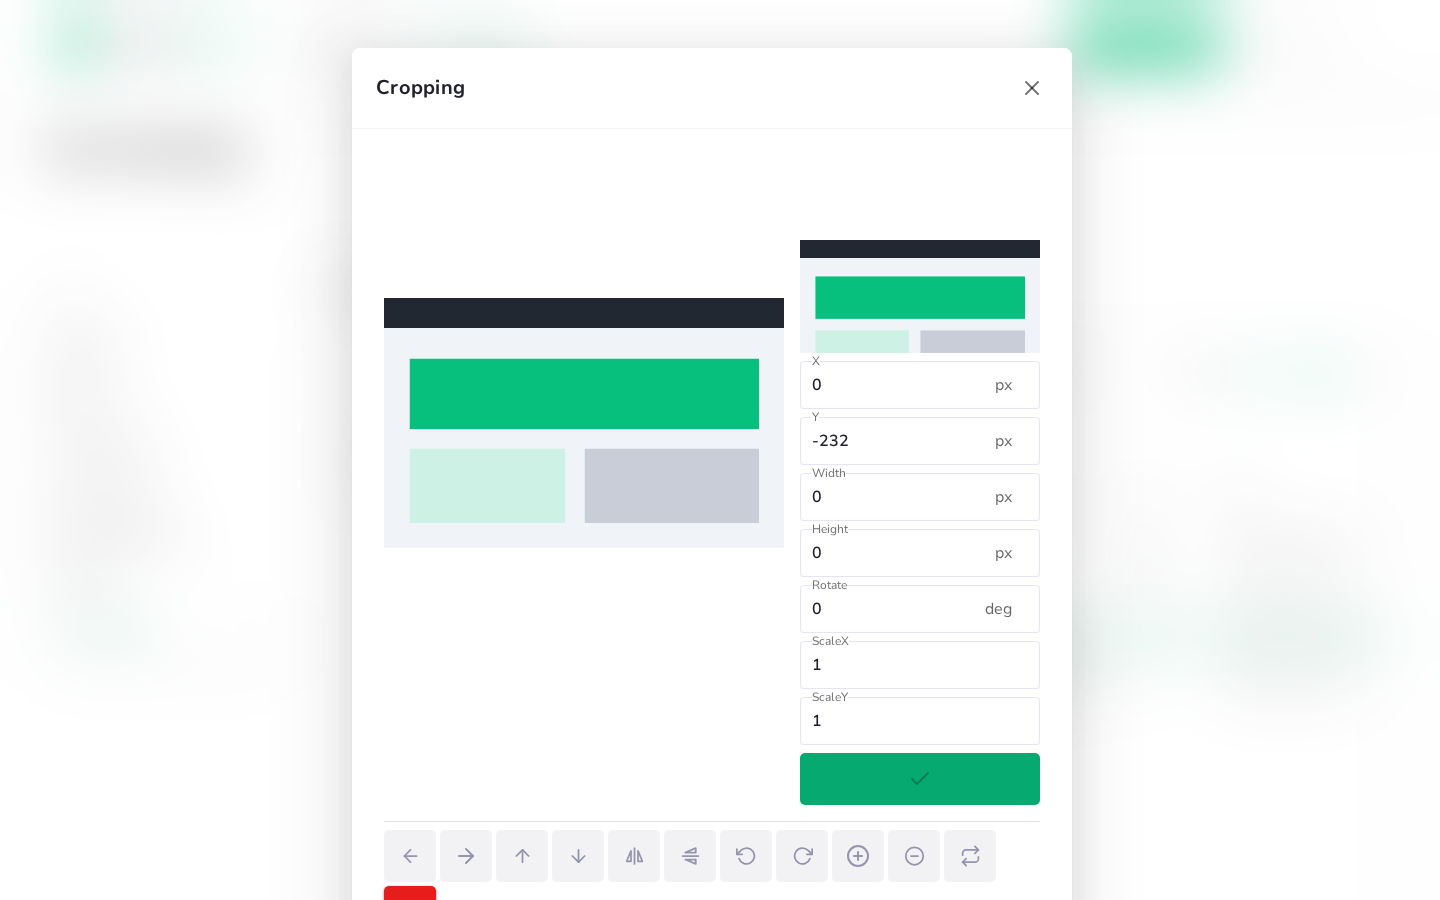 Cropping
X
0 px
Y
-232 px
Width
0 px
Height
0 px
Rotate
0 deg
ScaleX
1
ScaleY
1